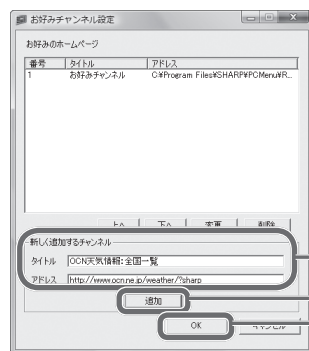 お好みチャンネル設定
お好みのホームページ
番号 タイトル アドレス
1 お好みチャンネル C:¥Program Files¥SHARP¥PCMenu¥R...
上へ 下へ 変更 削除
新しく追加するチャンネル
タイトル OCN天気情報:全国一覧
アドレス http://www.ocn.ne.jp/weather/?sharp
追加
OK キャンセル